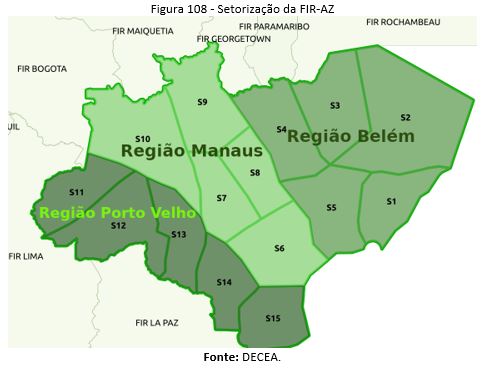 Figura 108 - Setorização da FIR-AZ
FIR MAIQUETIA
FIR PARAMARIBO
FIR ROCHAMBEAU
FIR GEORGETOWN
FIR BOGOTA
S9
S3
S2
S4
S10
Região Manaus
Região Belém
UIL
S8
S11
S7
S1
S5
Região Porto Velho
S12
S13
S6
FIR LIMA
S14
S15
FIR LA PAZ
Fonte: DECEA.